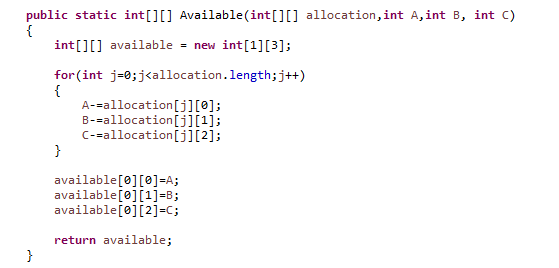 public static int[][] Available(int[][] allocation,int A,int B, int C)
{
    int[][] available = new int[1][3];

    for(int j=0;j<allocation.length;j++)
    {
        A-=allocation[j][0];
        B-=allocation[j][1];
        C-=allocation[j][2];
    }

    available[0][0]=A;
    available[0][1]=B;
    available[0][2]=C;

    return available;
}